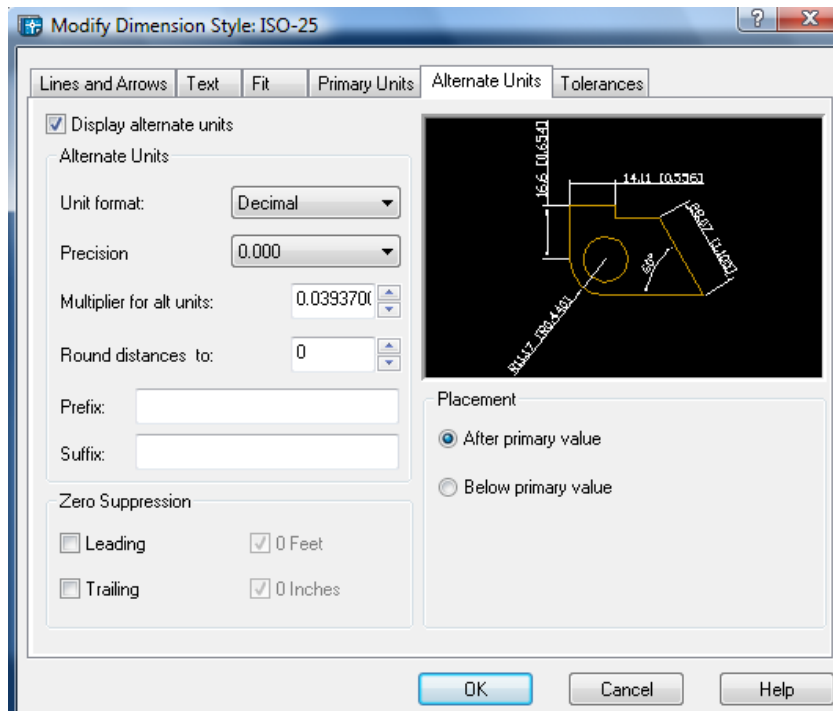 Modify Dimension Style: ISO-25
?
Lines and Arrows
Text
Fit
Primary Units
Alternate Units
Tolerances
Display alternate units
Alternate Units
Unit format:
Decimal
Precision
0.000
Multiplier for alt units:
0.039370
Round distances to:
0
Prefix:
Suffix:
Zero Suppression
Leading
0 Feet
Trailing
0 Inches
16.6 [0.654]
14.11 [0.556]
60°
R11.17 [R0.440]
Placement
After primary value
Below primary value
OK
Cancel
Help